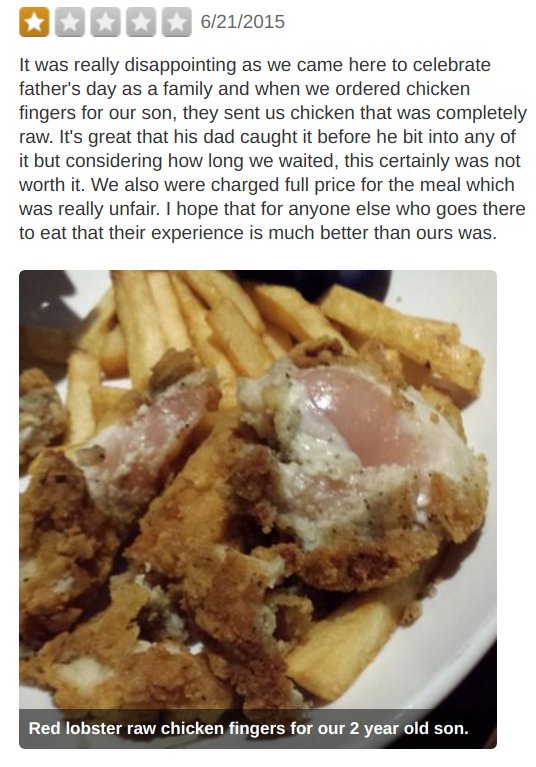 6/21/2015
It was really disappointing as we came here to celebrate
father's day as a family and when we ordered chicken
fingers for our son, they sent us chicken that was completely
raw. It's great that his dad caught it before he bit into any of
it but considering how long we waited, this certainly was not
worth it. We also were charged full price for the meal which
was really unfair. I hope that for anyone else who goes there
to eat that their experience is much better than ours was.
Red lobster raw chicken fingers for our 2 year old son.